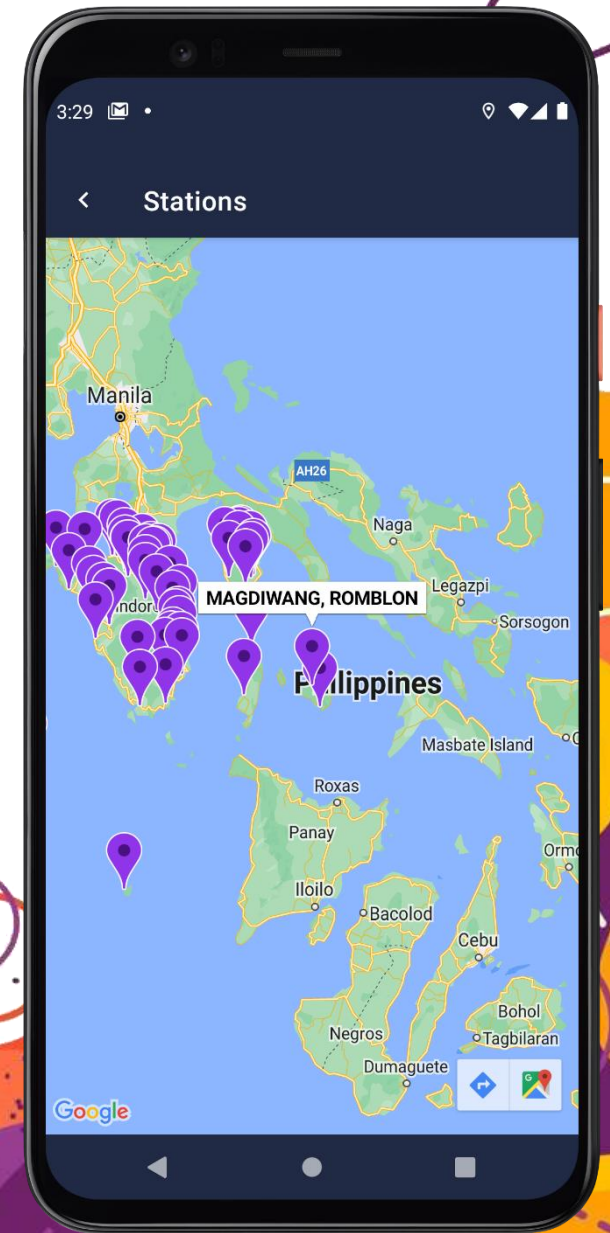 3:29
Stations
Manila
AH26
Naga
Legazpi
MAGDIWANG, ROMBLON
Sorsogon
Masbate Island
Roxas
Panay
Iloilo
Bacolod
Cebu
Bohol
Negros
Tagbilaran
Dumaguete
Google